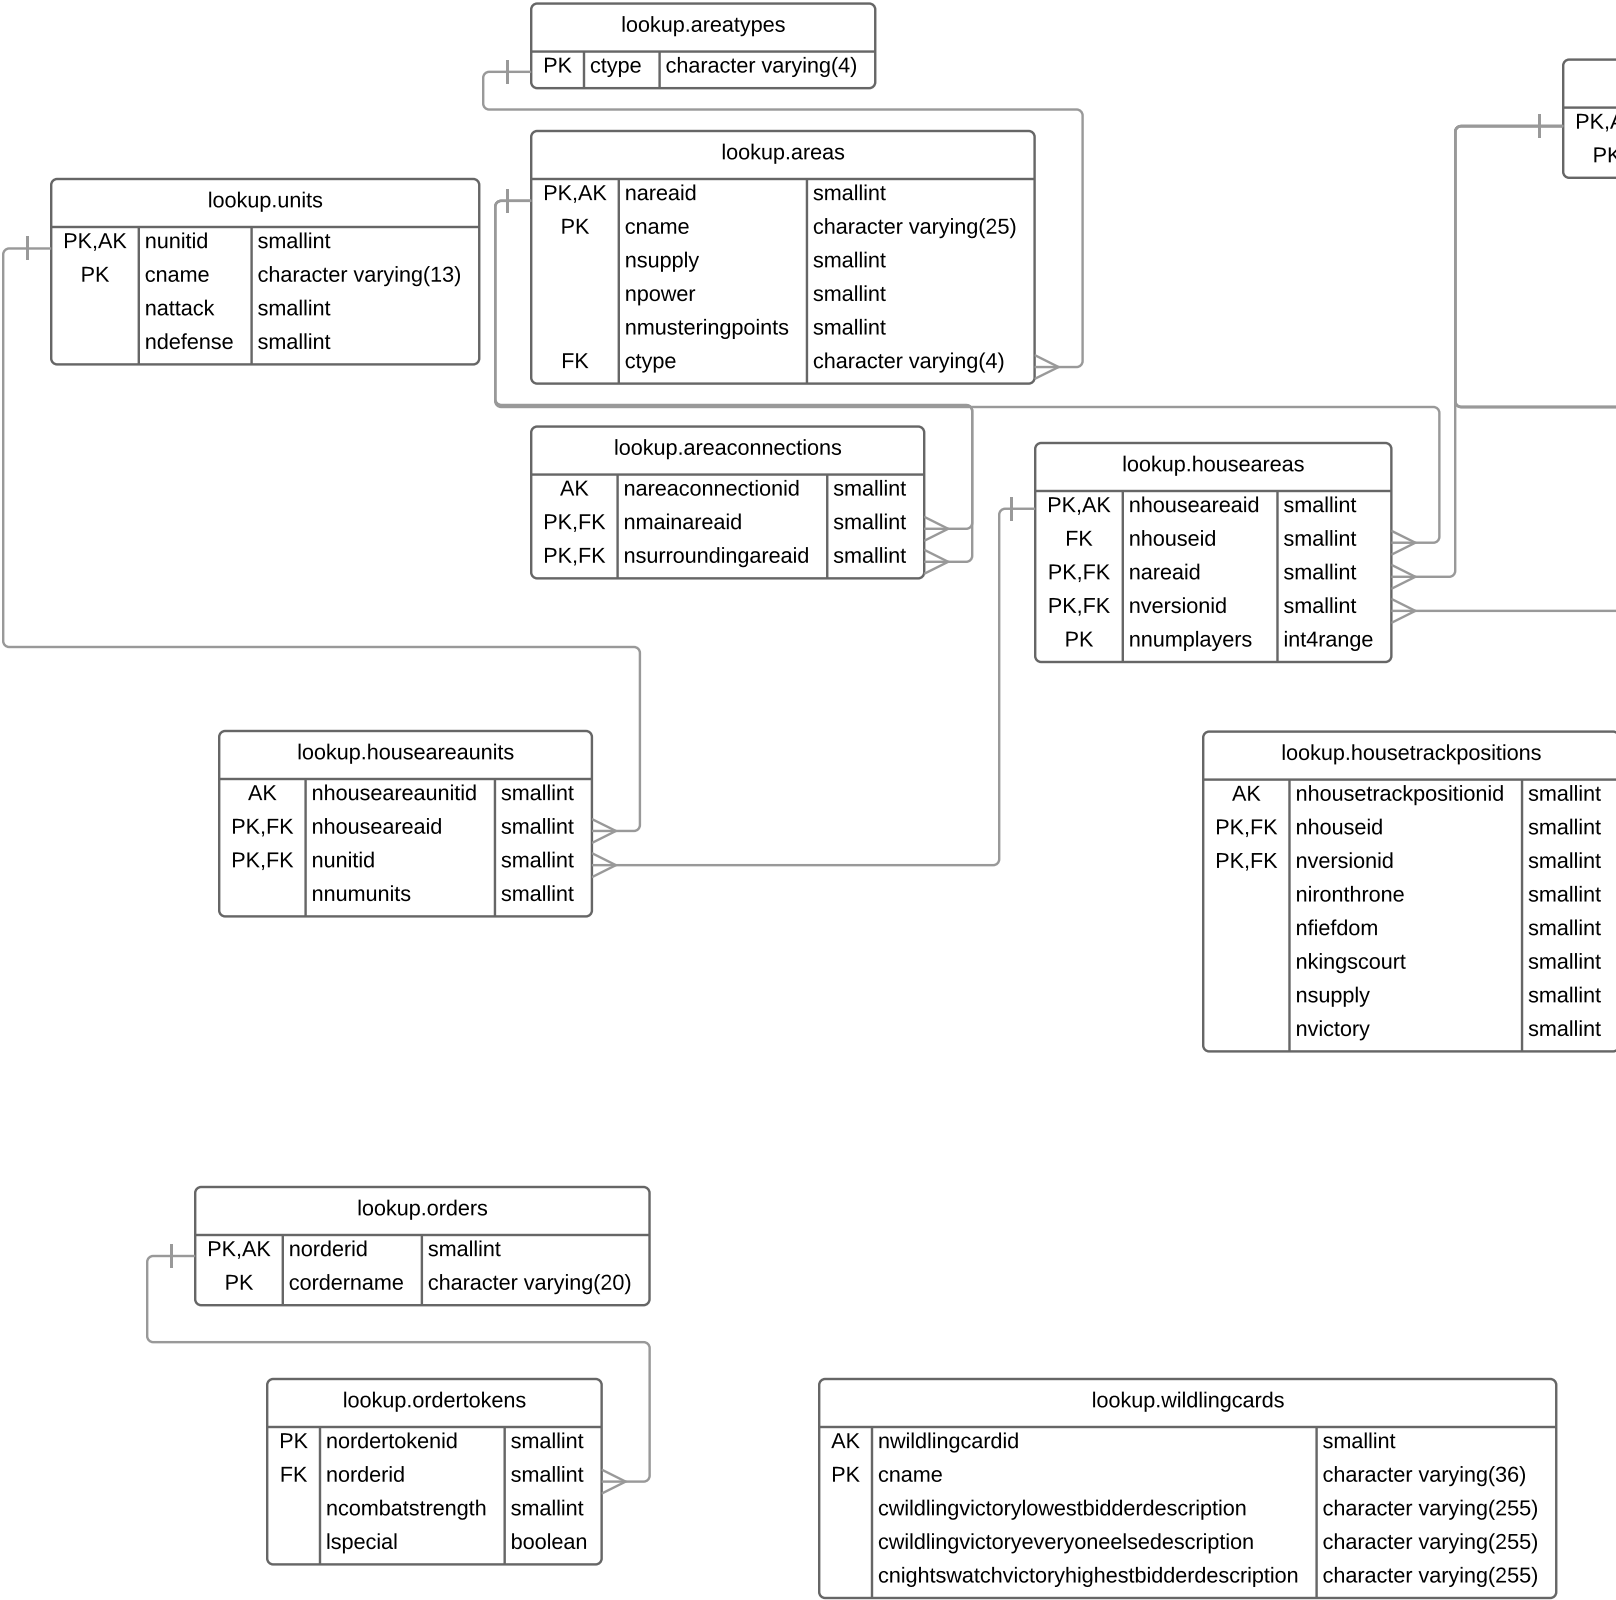 lookup.areatypes
PK ctype character varying(4)
lookup.areas
PK,AK nareaid smallint
PK cname character varying(25)
nsupply smallint
npower smallint
nmusteringpoints smallint
FK ctype character varying(4)
lookup.units
PK,AK nunitid smallint
PK cname character varying(13)
nattack smallint
ndefense smallint
lookup.areaconnections
AK nareaconnectionid smallint
PK,FK nmainareaid smallint
PK,FK nsurroundingareaid smallint
lookup.houseareas
PK,AK nhouseareaid smallint
FK nhouseid smallint
PK,FK nareaid smallint
PK,FK nversionid smallint
PK nnumplayers int4range
lookup.houseareaunits
AK nhouseareaunitid smallint
PK,FK nhouseareaid smallint
PK,FK nunitid smallint
nnumunits smallint
lookup.housetrackpositions
AK nhousetrackpositionid smallint
PK,FK nhouseid smallint
PK,FK nversionid smallint
nironthrone smallint
nfiefdom smallint
nkingscourt smallint
nsupply smallint
nvictory smallint
lookup.orders
PK,AK norderid smallint
PK cordername character varying(20)
lookup.ordertokens
PK nordertokenid smallint
FK norderid smallint
ncombatstrength smallint
lspecial boolean
lookup.wildlingcards
AK nwildlingcardid smallint
PK cname character varying(36)
cwildlingvictorylowestbidderdescription character varying(255)
cwildlingvictoryeveryoneelsedescription character varying(255)
cnightswatchvictoryhighestbidderdescription character varying(255)